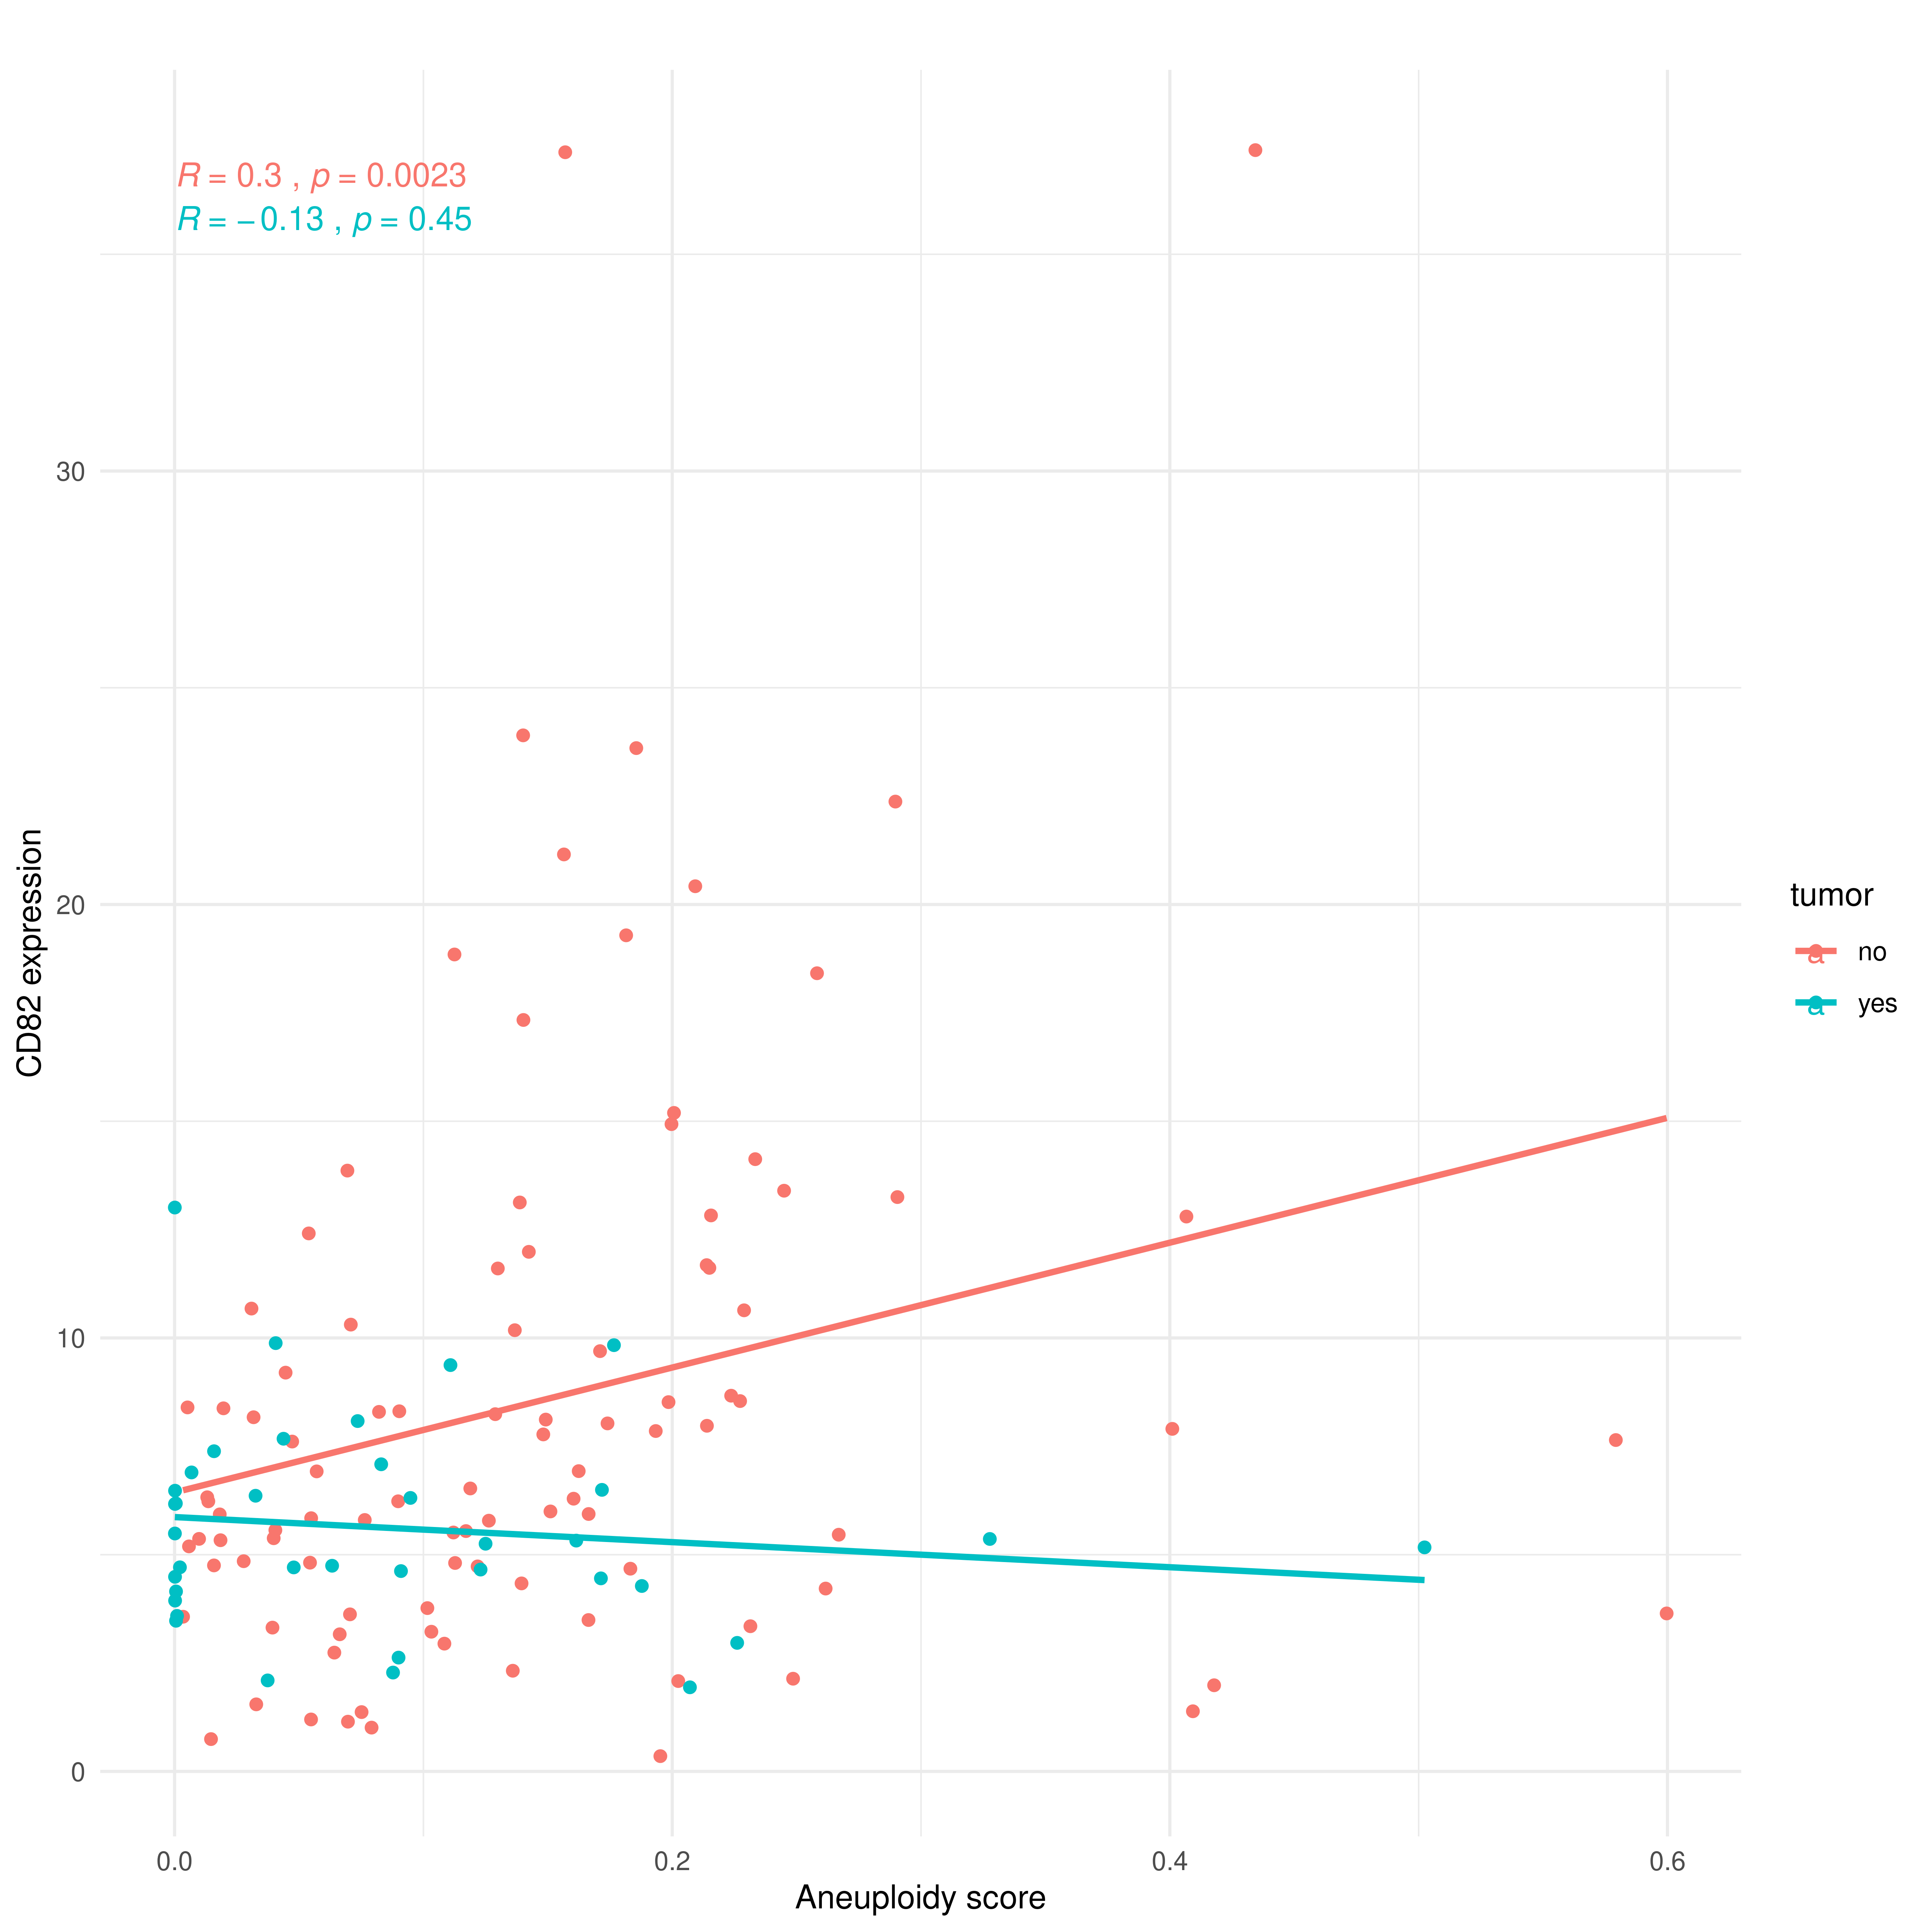 R = 0.3 , p = 0.0023
R = −0.13 , p = 0.45
30
20
10
0
CD82 expression
0.0 0.2 0.4 0.6
Aneuploidy score
tumor
a no
a yes